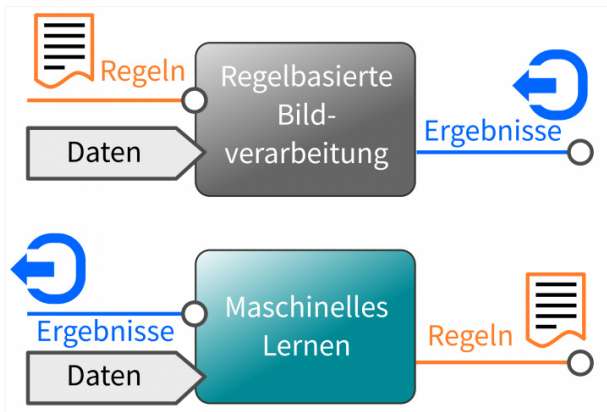 Regeln
Daten
Regelbasierte
Bild-
verarbeitung
Ergebnisse
Ergebnisse
Daten
Maschinelles
Lernen
Regeln